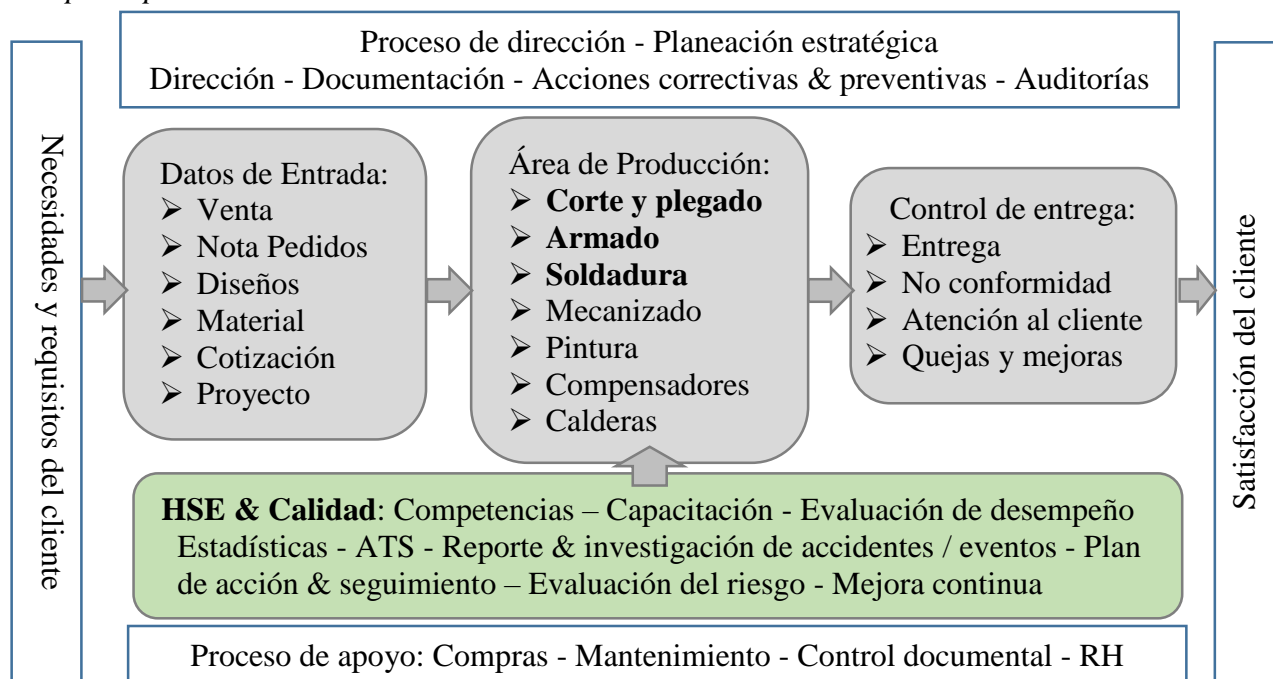 Proceso de dirección - Planeación estratégica
Dirección - Documentación - Acciones correctivas & preventivas - Auditorías
Necesidades y requisitos del cliente
Datos de Entrada:
➢ Venta
➢ Nota Pedidos
➢ Diseños
➢ Material
➢ Cotización
➢ Proyecto
Área de Producción:
➢ Corte y plegado
➢ Armado
➢ Soldadura
➢ Mecanizado
➢ Pintura
➢ Compensadores
➢ Calderas
Control de entrega:
➢ Entrega
➢ No conformidad
➢ Atención al cliente
➢ Quejas y mejoras
Satisfacción del cliente
HSE & Calidad: Competencias – Capacitación - Evaluación de desempeño
Estadísticas - ATS - Reporte & investigación de accidentes / eventos - Plan
de acción & seguimiento – Evaluación del riesgo - Mejora continua
Proceso de apoyo: Compras - Mantenimiento - Control documental - RH